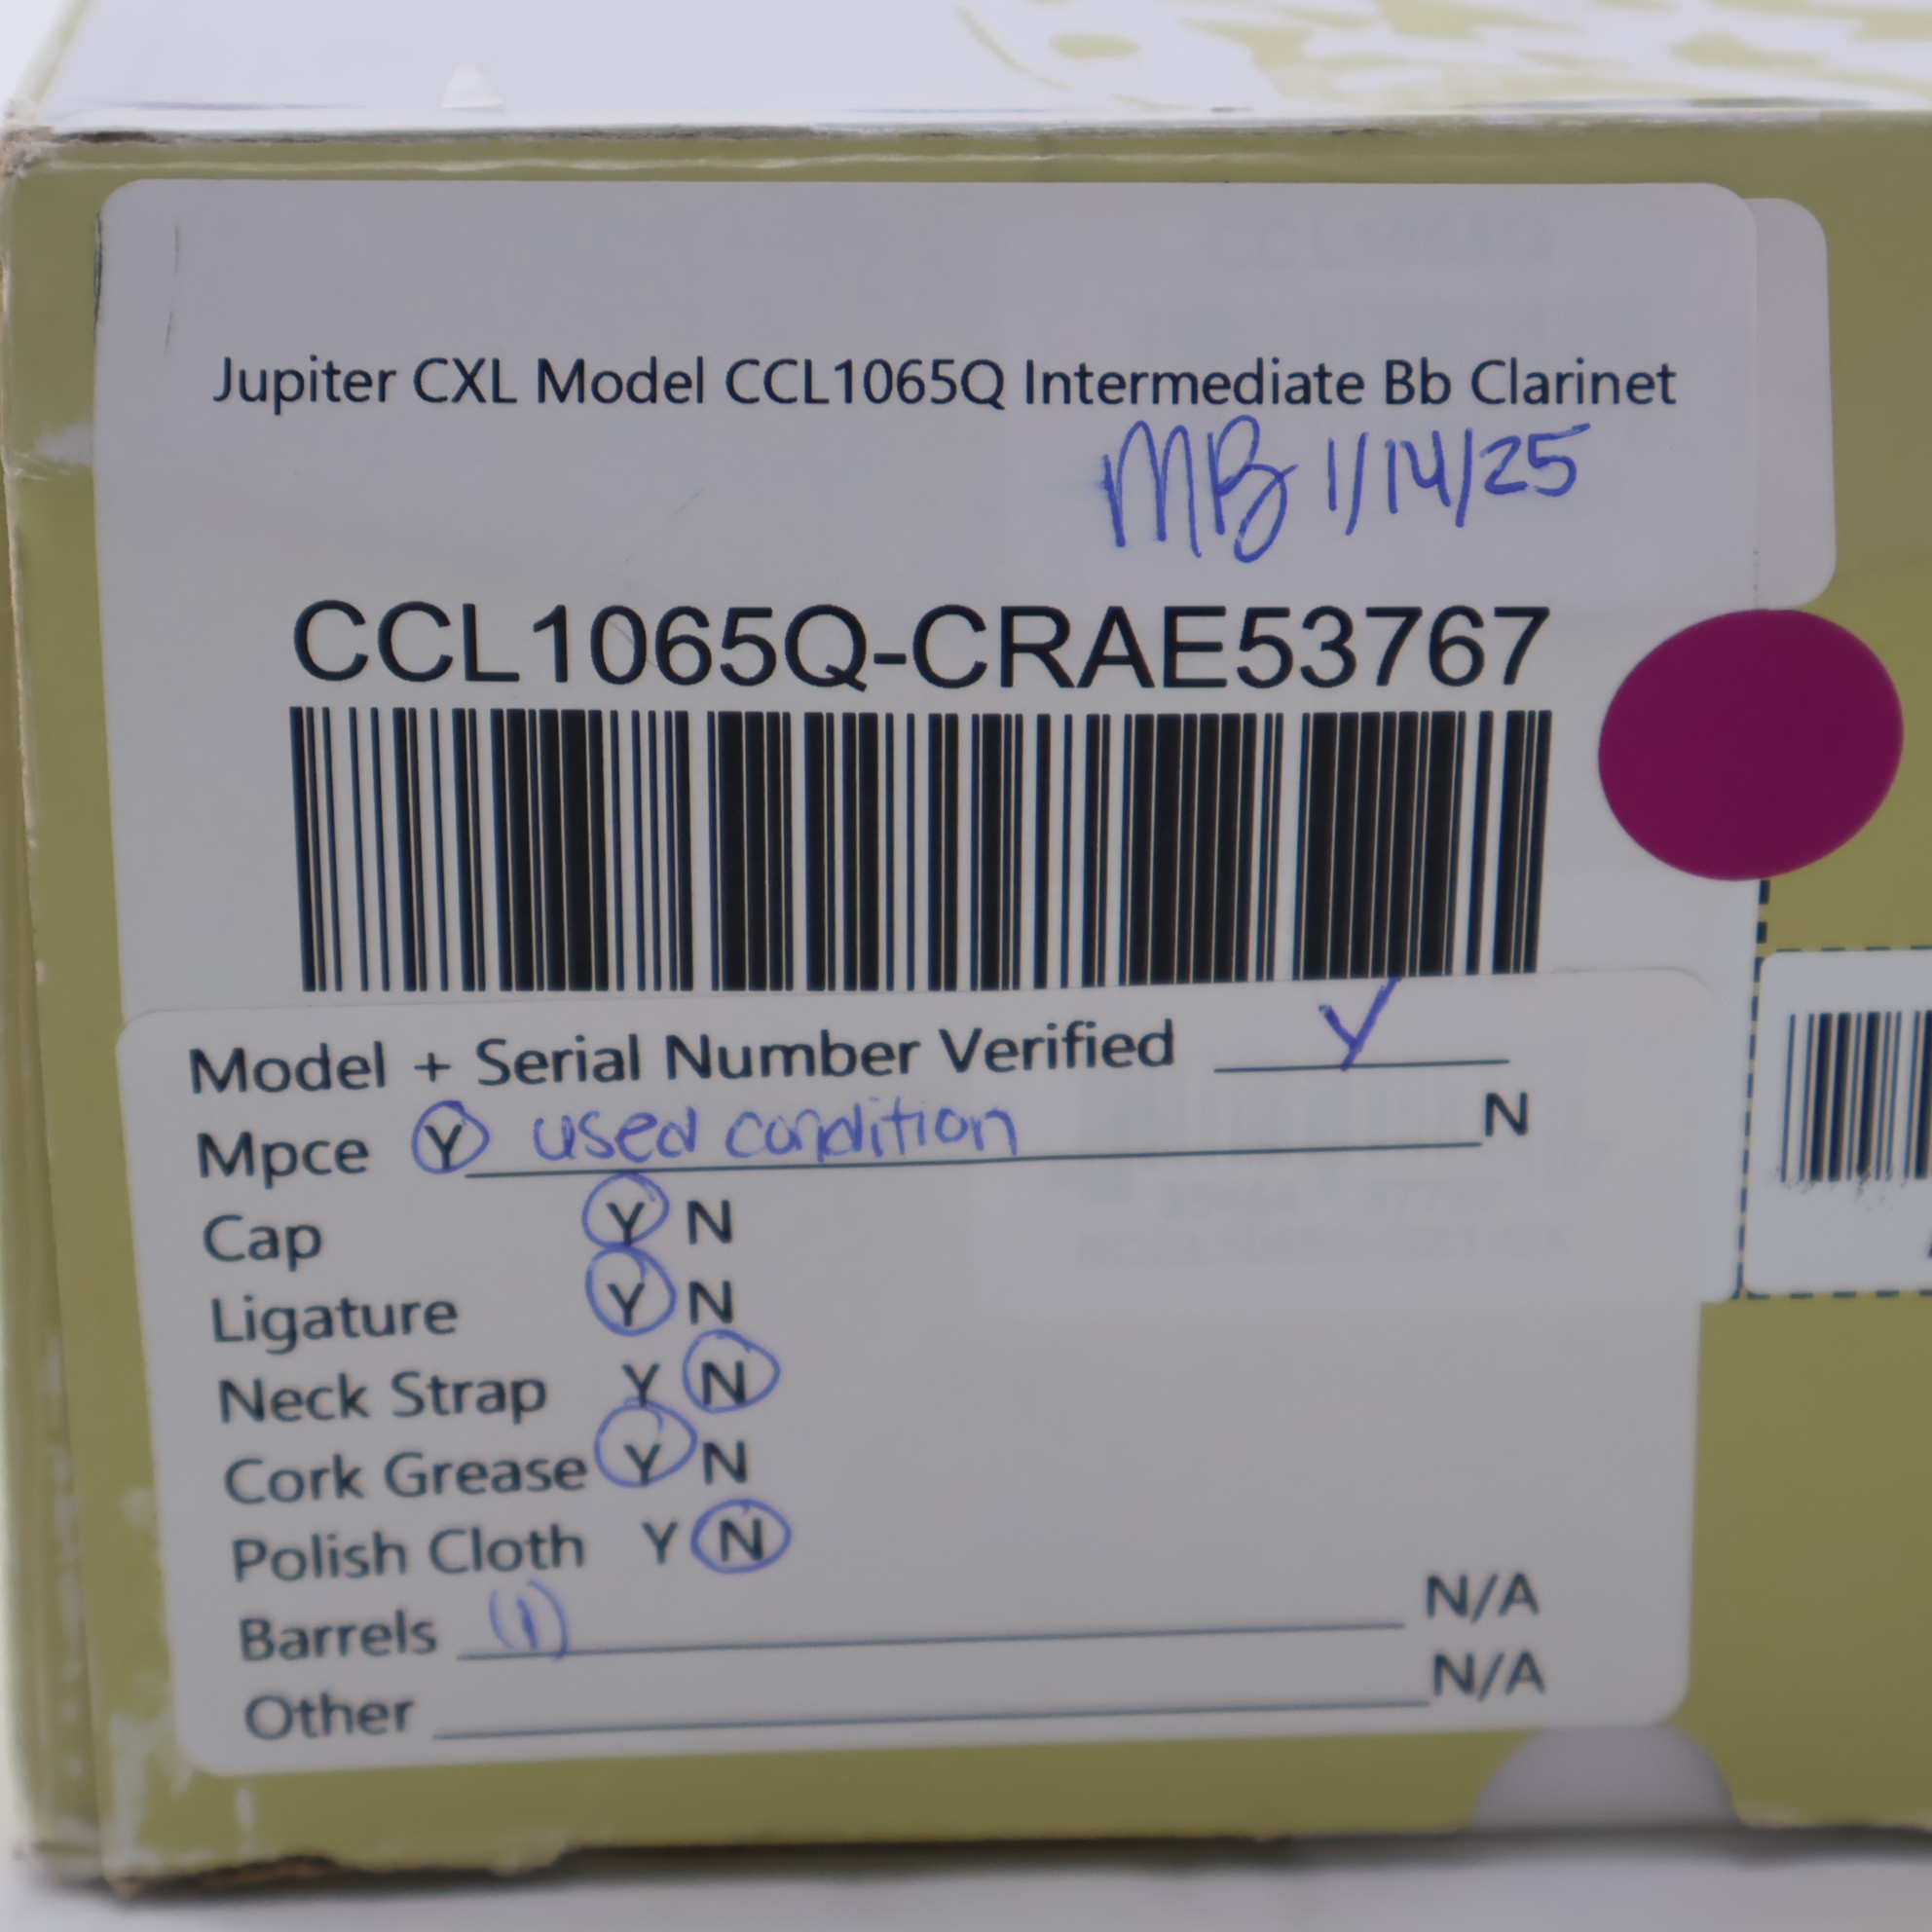 Jupiter CXL Model CCL1065Q Intermediate Bb Clarinet
MB 1/14/25
CCL1065Q-CRAE53767
Model + Serial Number Verified Y
Mpce Y used condition N
Cap Y N
Ligature Y N
Neck Strap Y N
Cork Grease Y N
Polish Cloth Y N
Barrels (1) N/A
Other N/A